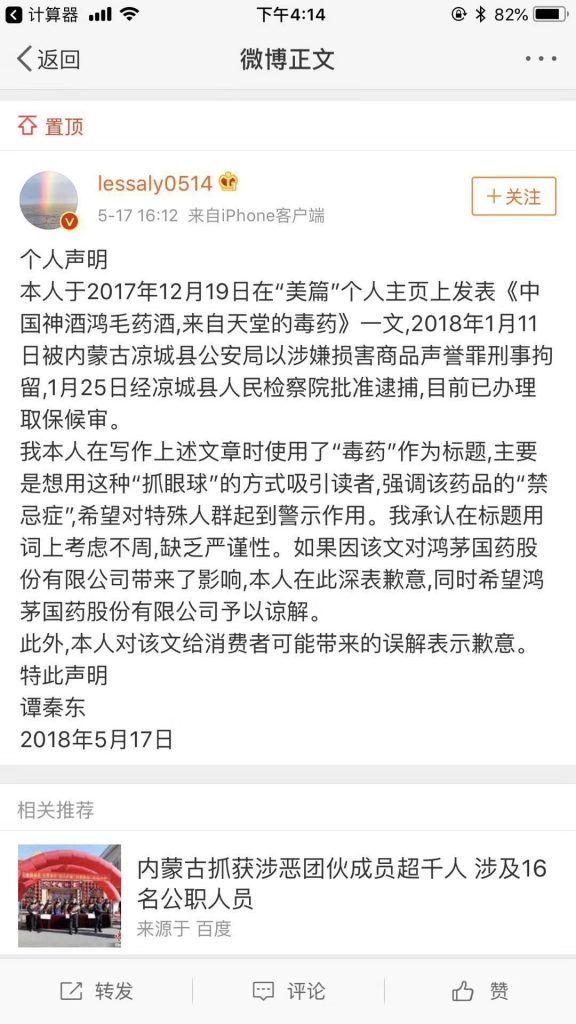 计算器 下午4:14 82%
返回 微博正文
置顶
lessaly0514
5-17 16:12 来自iPhone客户端
+关注
个人声明
本人于2017年12月19日在“美篇”个人主页上发表《中
国神酒鸿毛药酒,来自天堂的毒药》一文,2018年1月11
日被内蒙古凉城县公安局以涉嫌损害商品声誉罪刑事拘
留,1月25日经凉城县人民检察院批准逮捕,目前已办理
取保候审。
我本人在写作上述文章时使用了“毒药”作为标题,主要
是想用这种“抓眼球”的方式吸引读者,强调该药品的“禁
忌症”,希望对特殊人群起到警示作用。我承认在标题用
词上考虑不周,缺乏严谨性。如果因该文对鸿茅国药股
份有限公司带来了影响,本人在此深表歉意,同时希望鸿
茅国药股份有限公司予以谅解。
此外,本人对该文给消费者可能带来的误解表示歉意。
特此声明
谭秦东
2018年5月17日
相关推荐
内蒙古抓获涉恶团伙成员超千人 涉及16
名公职人员
来源于 百度
转发 评论 赞